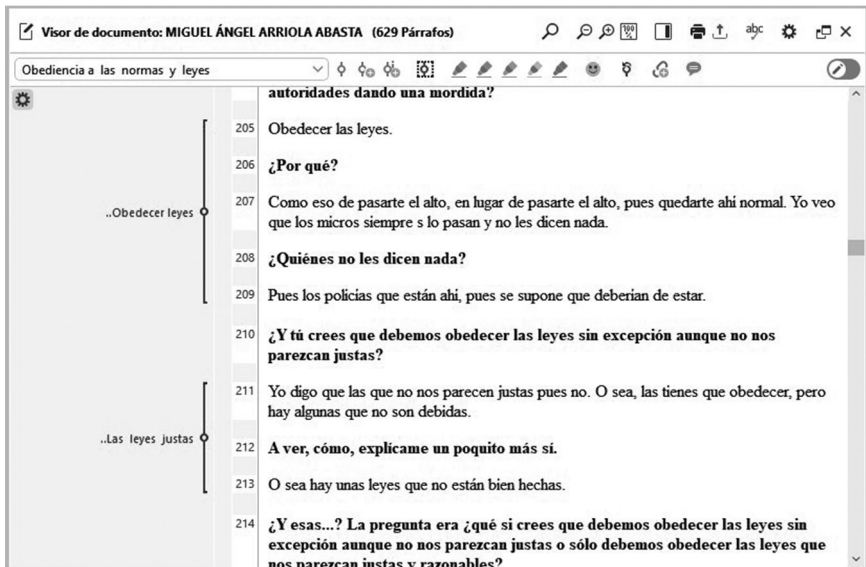 Visor de documento: MIGUEL ÁNGEL ARRIOLA ABASTA (629 Párrafos)
100 %
abc
Obediencia a las normas y leyes
autoridades dando una mordida?
205 Obedecer las leyes.
206 ¿Por qué?
..Obedecer leyes
207 Como eso de pasarte el alto, en lugar de pasarte el alto, pues quedarte ahi normal. Yo veo
que los micros siempre s lo pasan y no les dicen nada.
208 ¿Quiénes no les dicen nada?
209 Pues los policias que están ahi, pues se supone que deberian de estar.
210 ¿Y tú crees que debemos obedecer las leyes sin excepción aunque no nos
parezcan justas?
211 Yo digo que las que no nos parecen justas pues no. O sea, las tienes que obedecer, pero
hay algunas que no son debidas.
..Las leyes justas
212 A ver, cómo, explícame un poquito más sí.
213 O sea hay unas leyes que no están bien hechas.
214 ¿Y esas...? La pregunta era ¿qué si crees que debemos obedecer las leyes sin
excepción aunque no nos parezcan justas o sólo debemos obedecer las leyes que
nos parezcan justas y razonables?